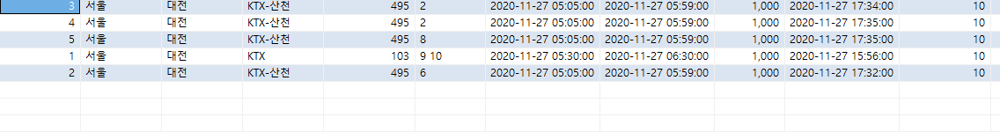 3 서울 대전 KTX-산천 495 2 2020-11-27 05:05:00 2020-11-27 05:59:00 1,000 2020-11-27 17:34:00 10
4 서울 대전 KTX-산천 495 2 2020-11-27 05:05:00 2020-11-27 05:59:00 1,000 2020-11-27 17:35:00 10
5 서울 대전 KTX-산천 495 8 2020-11-27 05:05:00 2020-11-27 05:59:00 1,000 2020-11-27 17:35:00 10
1 서울 대전 KTX 103 9 10 2020-11-27 05:30:00 2020-11-27 06:30:00 1,000 2020-11-27 15:56:00 10
2 서울 대전 KTX-산천 495 6 2020-11-27 05:05:00 2020-11-27 05:59:00 1,000 2020-11-27 17:32:00 10